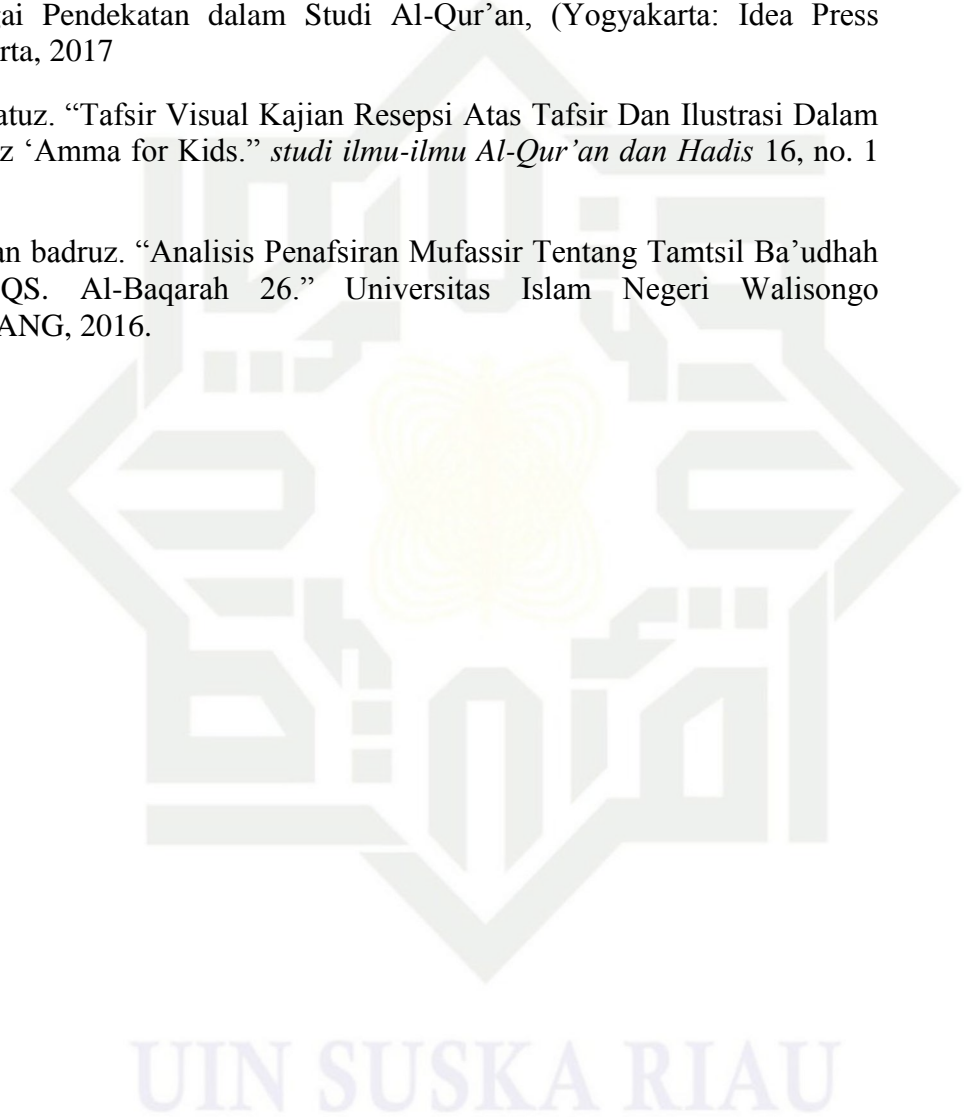 gai Pendekatan dalam Studi Al-Qur’an, (Yogyakarta: Idea Press
rta, 2017
atuz. “Tafsir Visual Kajian Resepsi Atas Tafsir Dan Ilustrasi Dalam
z ‘Amma for Kids.” studi ilmu-ilmu Al-Qur’an dan Hadis 16, no. 1
an badruz. “Analisis Penafsiran Mufassir Tentang Tamtsil Ba’udhah
QS. Al-Baqarah 26.” Universitas Islam Negeri Walisongo
ANG, 2016.
UIN SUSKA RIAU